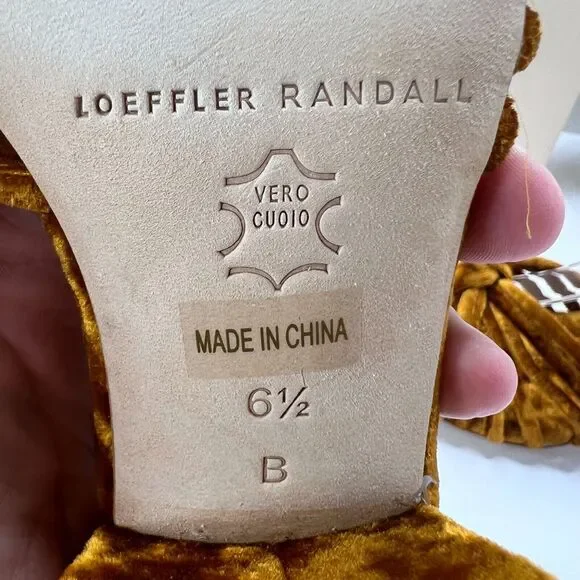 LOEFFLER RANDALL
VERO
CUOIO
MADE IN CHINA
6½
B